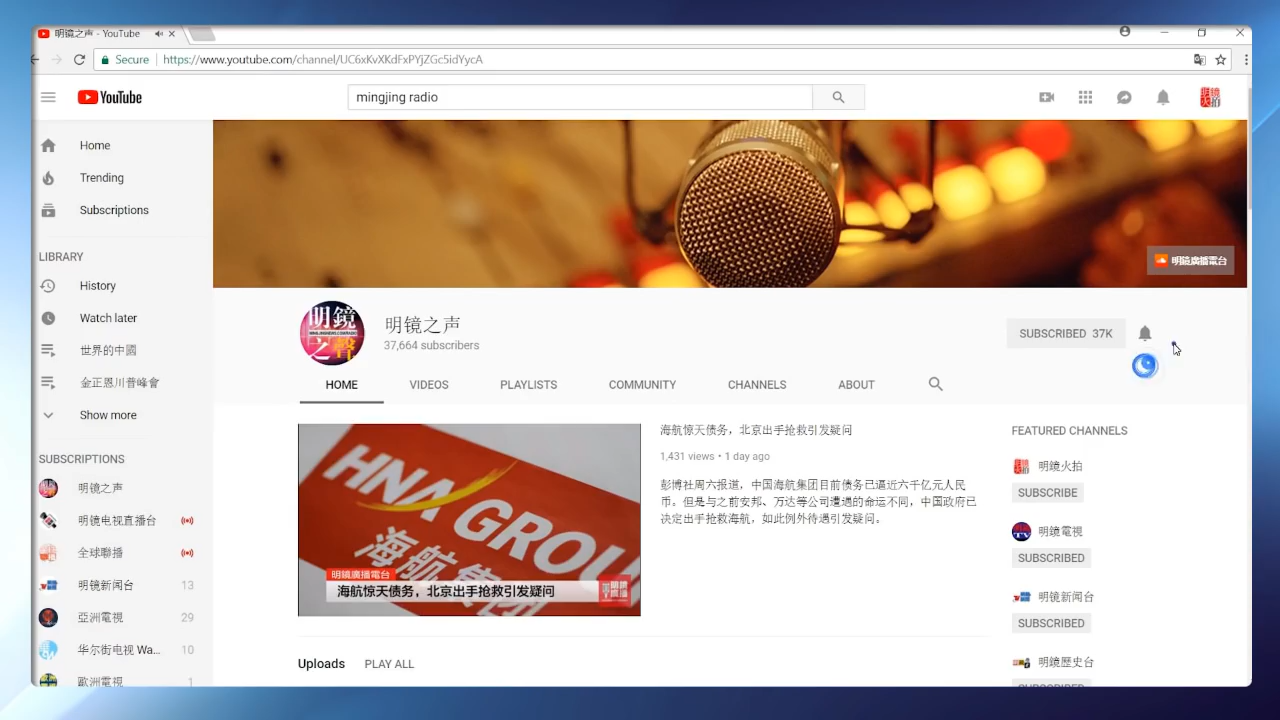 明镜之声 - YouTube
Secure https://www.youtube.com/channel/UC6xKvXKdFxPYjZGc5idYycA
YouTube
mingjing radio
Home
Trending
Subscriptions
LIBRARY
History
Watch later
世界的中國
金正恩川普峰會
Show more
SUBSCRIPTIONS
明镜之声
明镜电视直播台
全球聯播
明镜新闻台 13
亞洲電視 29
华尔街电视 Wa... 10
歐洲電視 1
明鏡廣播電台
明鏡之聲
明镜之声
37,664 subscribers
SUBSCRIBED 37K
HOME
VIDEOS
PLAYLISTS
COMMUNITY
CHANNELS
ABOUT
HNA GROU
海航集团
明鏡廣播電台
海航惊天债务，北京出手抢救引发疑问
明鏡廣播
海航惊天债务，北京出手抢救引发疑问
1,431 views • 1 day ago
彭博社周六报道，中国海航集团目前债务已逼近六千亿元人民
币。但是与之前安邦、万达等公司遭遇的命运不同，中国政府已
决定出手抢救海航，如此例外待遇引发疑问。
Uploads PLAY ALL
FEATURED CHANNELS
明鏡火拍
SUBSCRIBE
明鏡電視
SUBSCRIBED
明镜新闻台
SUBSCRIBED
明鏡歷史台
SUBSCRIBED